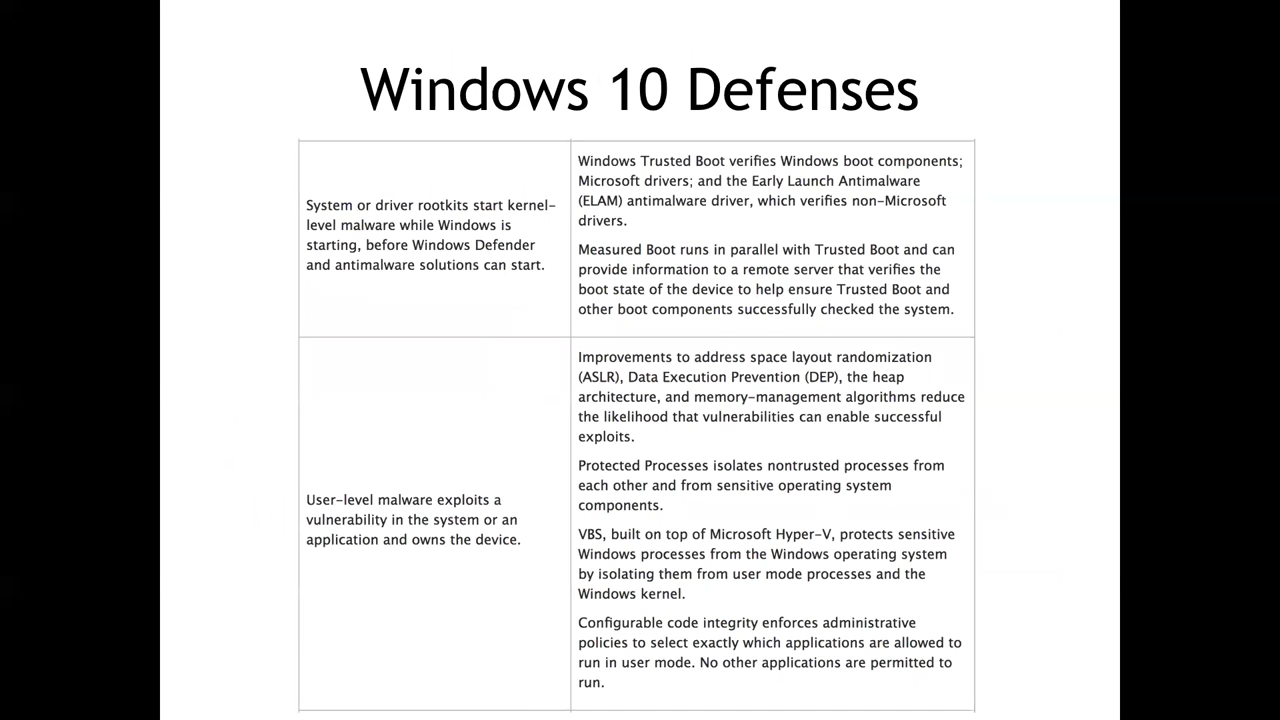 Windows 10 Defenses
System or driver rootkits start kernel-
level malware while Windows is
starting, before Windows Defender
and antimalware solutions can start.
Windows Trusted Boot verifies Windows boot components;
Microsoft drivers; and the Early Launch Antimalware
(ELAM) antimalware driver, which verifies non-Microsoft
drivers.
Measured Boot runs in parallel with Trusted Boot and can
provide information to a remote server that verifies the
boot state of the device to help ensure Trusted Boot and
other boot components successfully checked the system.
User-level malware exploits a
vulnerability in the system or an
application and owns the device.
Improvements to address space layout randomization
(ASLR), Data Execution Prevention (DEP), the heap
architecture, and memory-management algorithms reduce
the likelihood that vulnerabilities can enable successful
exploits.
Protected Processes isolates nontrusted processes from
each other and from sensitive operating system
components.
VBS, built on top of Microsoft Hyper-V, protects sensitive
Windows processes from the Windows operating system
by isolating them from user mode processes and the
Windows kernel.
Configurable code integrity enforces administrative
policies to select exactly which applications are allowed to
run in user mode. No other applications are permitted to
run.